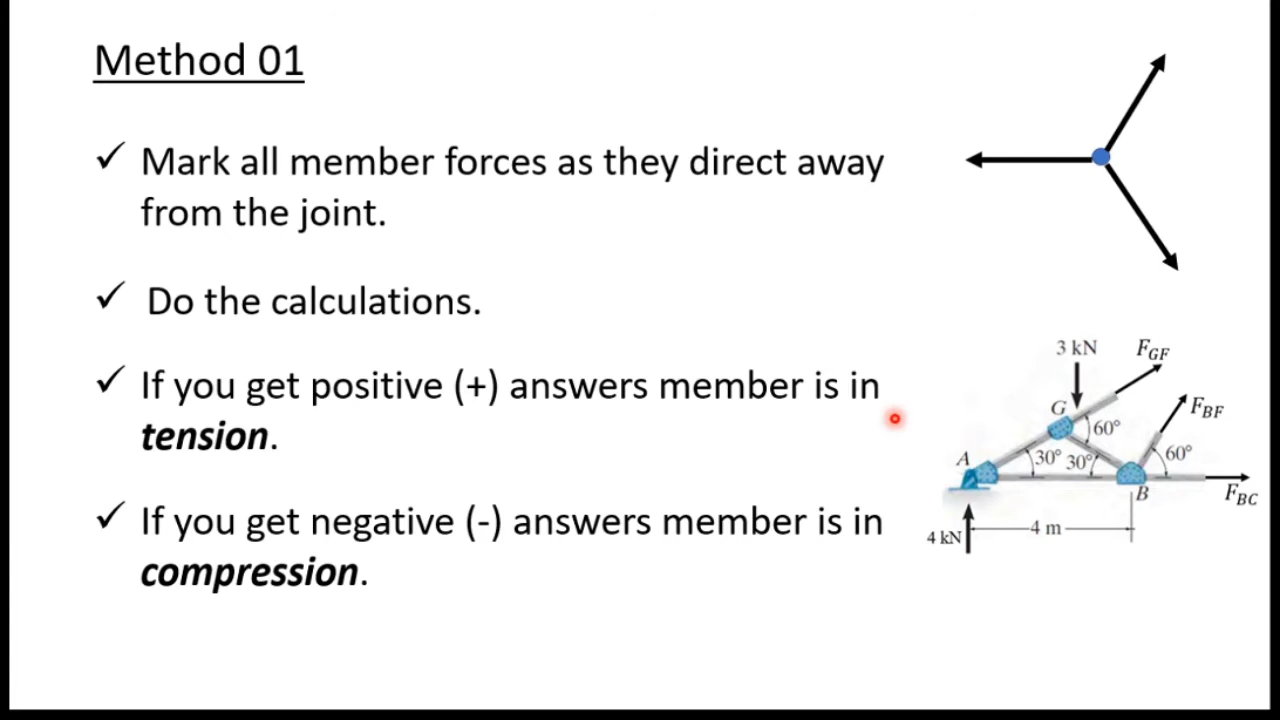 Method 01
✓ Mark all member forces as they direct away
from the joint.
✓ Do the calculations.
✓ If you get positive (+) answers member is in
tension.
✓ If you get negative (-) answers member is in
compression.
3 kN
F_GF
G
60°
F_BF
A
30° 30°
60°
B
F_BC
4 m
4 kN